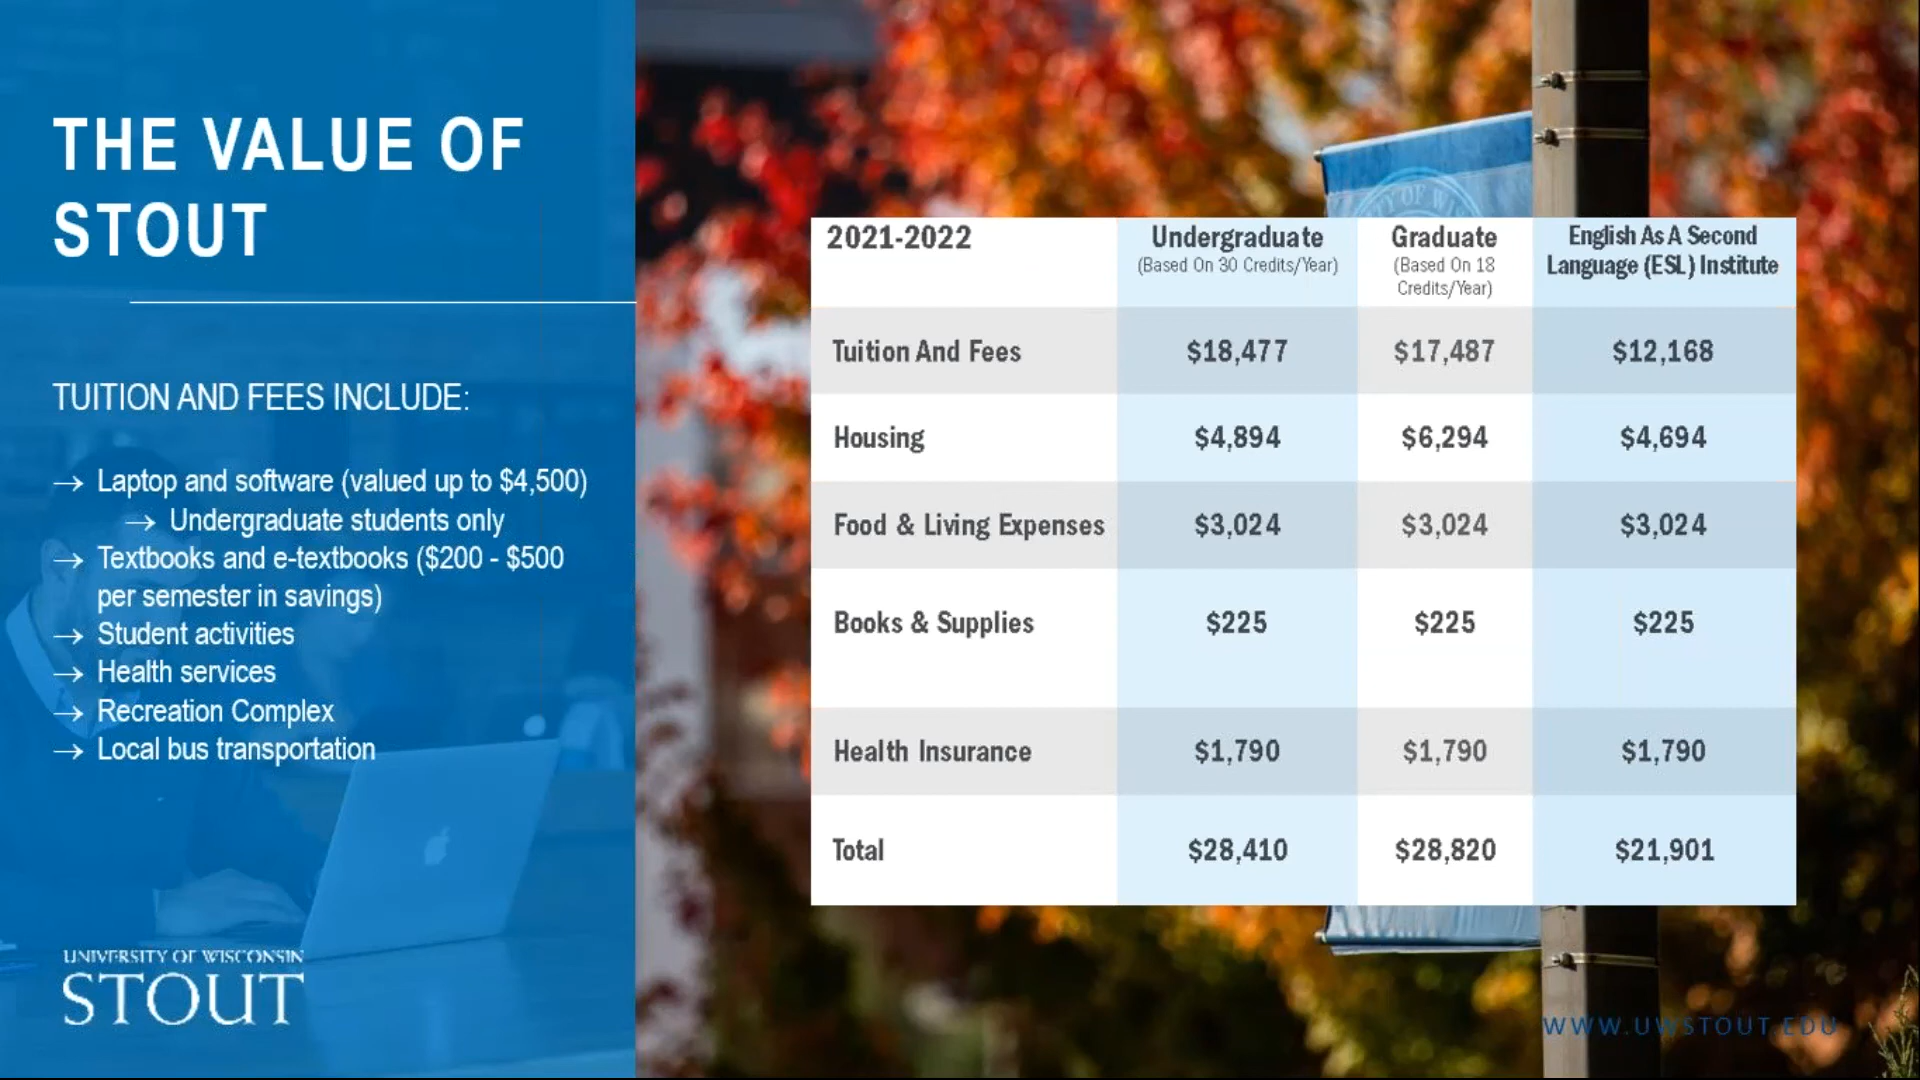 THE VALUE OF
STOUT
TUITION AND FEES INCLUDE:
→ Laptop and software (valued up to $4,500)
→ Undergraduate students only
→ Textbooks and e-textbooks ($200 - $500
per semester in savings)
→ Student activities
→ Health services
→ Recreation Complex
→ Local bus transportation
UNIVERSITY OF WISCONSIN
STOUT
2021-2022 Undergraduate (Based On 30 Credits/Year) Graduate (Based On 18 Credits/Year) English As A Second Language (ESL) Institute
Tuition And Fees $18,477 $17,487 $12,168
Housing $4,894 $6,294 $4,694
Food & Living Expenses $3,024 $3,024 $3,024
Books & Supplies $225 $225 $225
Health Insurance $1,790 $1,790 $1,790
Total $28,410 $28,820 $21,901
WWW.UWSTOUT.EDU